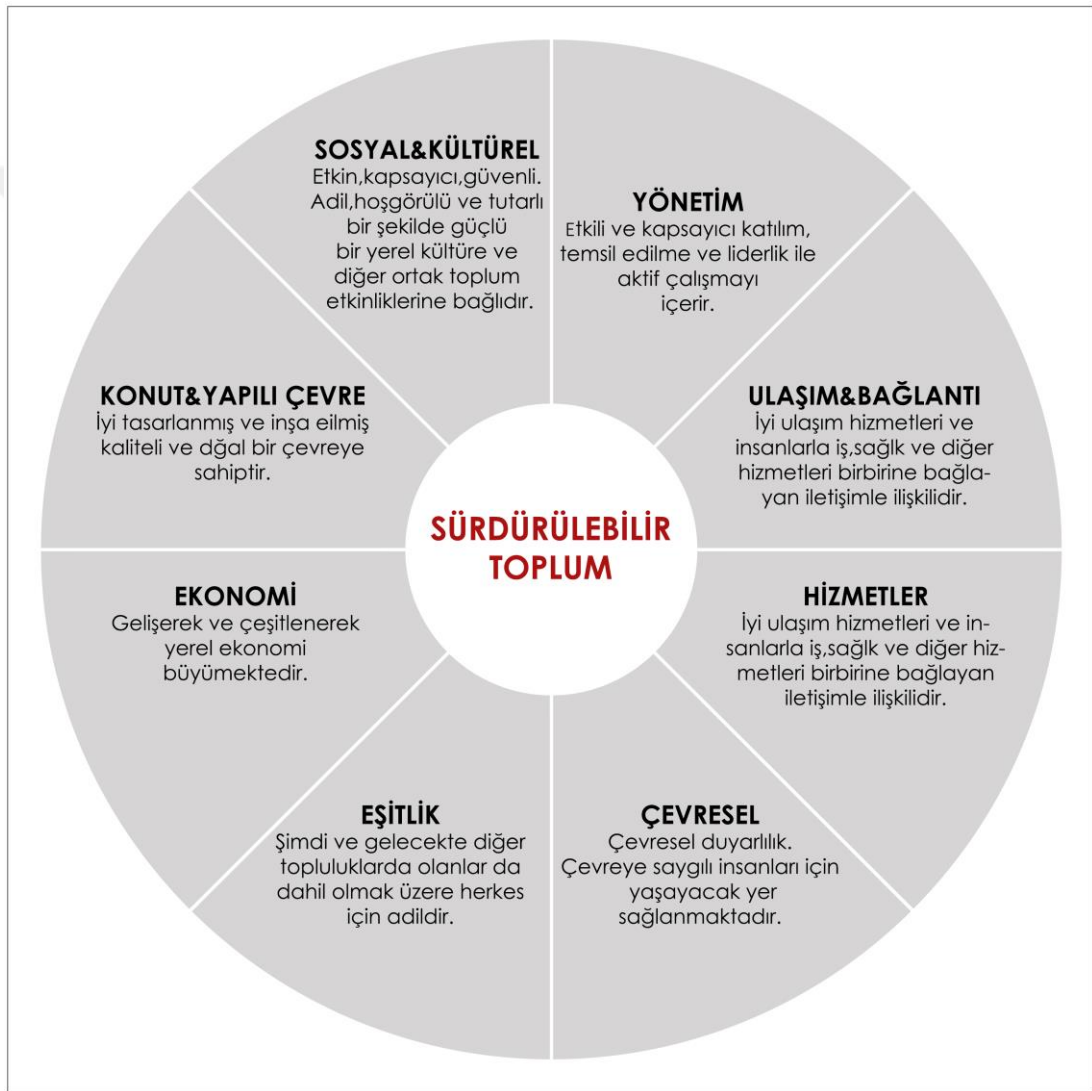 SOSYAL&KÜLTÜREL
Etkin,kapsayıcı,güvenli.
Adil,hoşgörülü ve tutarlı
bir şekilde güçlü
bir yerel kültüre ve
diğer ortak toplum
etkinliklerine bağlıdır.
YÖNETİM
Etkili ve kapsayıcı katılım,
temsil edilme ve liderlik ile
aktif çalışmayı
içerir.
KONUT&YAPILI ÇEVRE
İyi tasarlanmış ve inşa eilmiş
kaliteli ve dğal bir çevreye
sahiptir.
ULAŞIM&BAĞLANTI
İyi ulaşım hizmetleri ve
insanlarla iş,sağlk ve diğer
hizmetleri birbirine bağla-
yan iletişimle ilişkilidir.
SÜRDÜRÜLEBİLİR
TOPLUM
EKONOMİ
Gelişerek ve çeşitlenerek
yerel ekonomi
büyümektedir.
HİZMETLER
İyi ulaşım hizmetleri ve in-
sanlarla iş,sağlk ve diğer hiz-
metleri birbirine bağlayan
iletişimle ilişkilidir.
EŞİTLİK
Şimdi ve gelecekte diğer
topluluklarda olanlar da
dahil olmak üzere herkes
için adildir.
ÇEVRESEL
Çevresel duyarlılık.
Çevreye saygılı insanları için
yaşayacak yer
sağlanmaktadır.